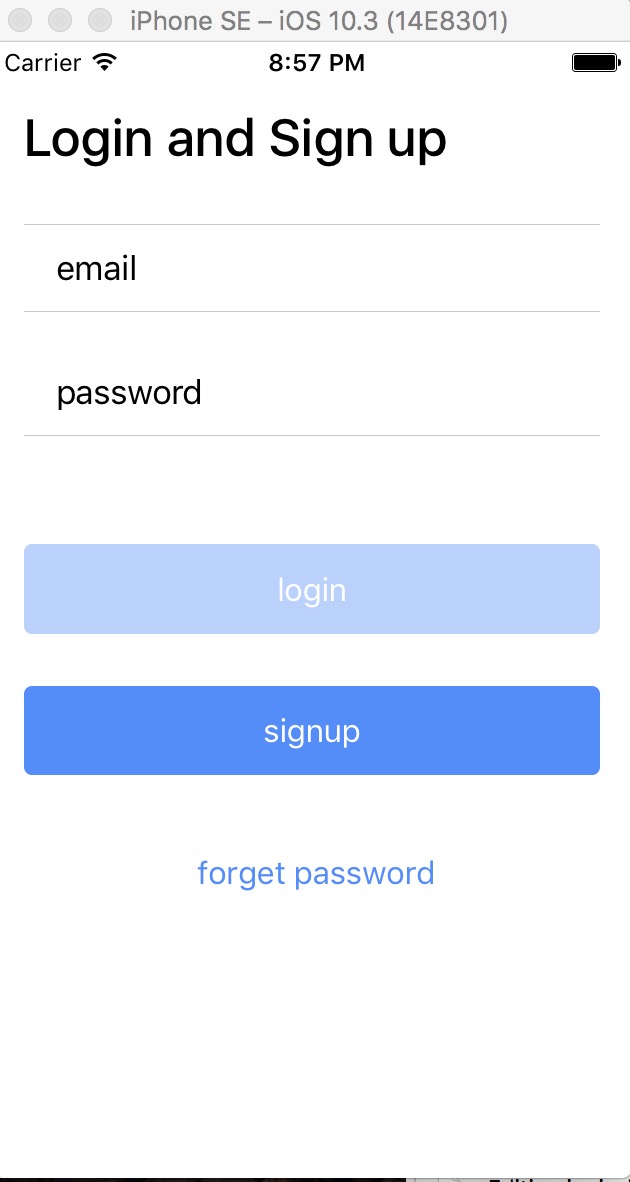 iPhone SE – iOS 10.3 (14E8301)
Carrier 8:57 PM
Login and Sign up
email
password
login
signup
forget password